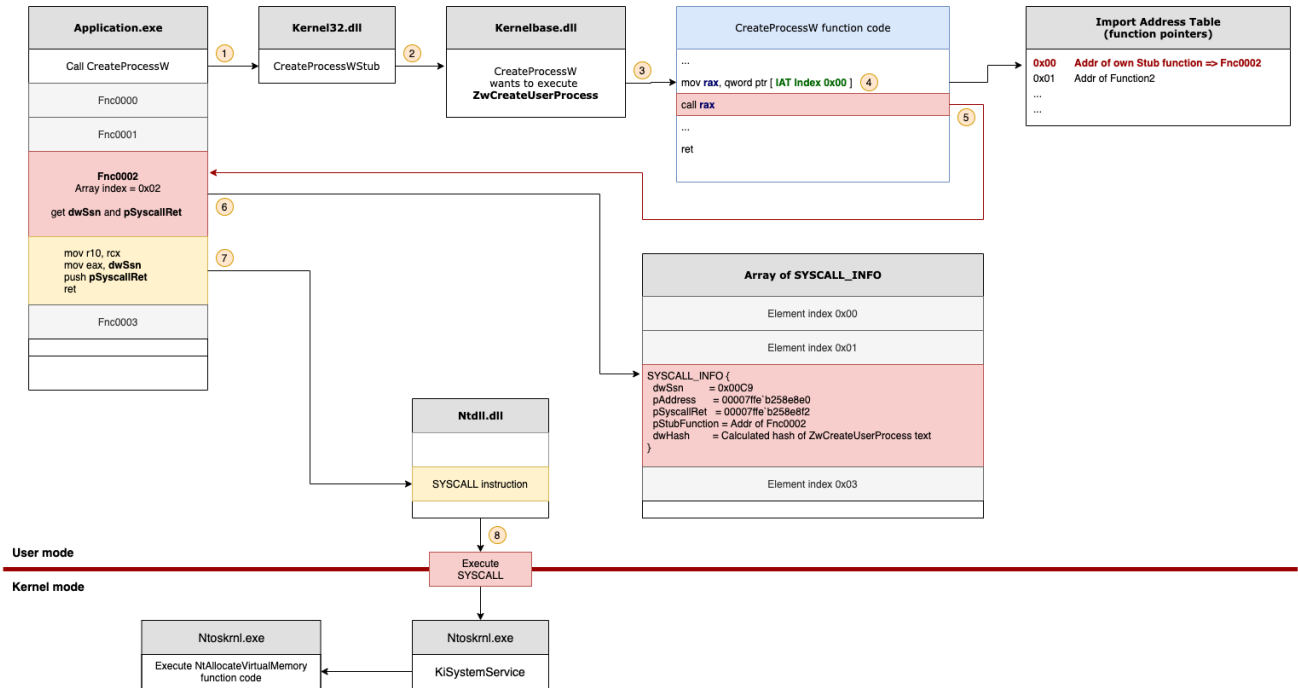 Application.exe
Call CreateProcessW
Fnc0000
Fnc0001
Fnc0002
Array index = 0x02
get dwSsn and pSyscallRet
mov r10, rcx
mov eax, dwSsn
push pSyscallRet
ret
Fnc0003
1
Kernel32.dll
CreateProcessWStub
2
Kernelbase.dll
CreateProcessW
wants to execute
ZwCreateUserProcess
3
CreateProcessW function code
...
mov rax, qword ptr [ IAT Index 0x00 ]
4
call rax
...
ret
5
Import Address Table
(function pointers)
0x00 Addr of own Stub function => Fnc0002
0x01 Addr of Function2
...
...
6
7
Array of SYSCALL_INFO
Element index 0x00
Element index 0x01
SYSCALL_INFO {
dwSsn = 0x00C9
pAddress = 00007ffe`b258e8e0
pSyscallRet = 00007ffe`b258e8f2
pStubFunction = Addr of Fnc0002
dwHash = Calculated hash of ZwCreateUserProcess text
}
Element index 0x03
Ntdll.dll
SYSCALL instruction
8
User mode
Execute
SYSCALL
Kernel mode
Ntoskrnl.exe
Execute NtAllocateVirtualMemory
function code
Ntoskrnl.exe
KiSystemService